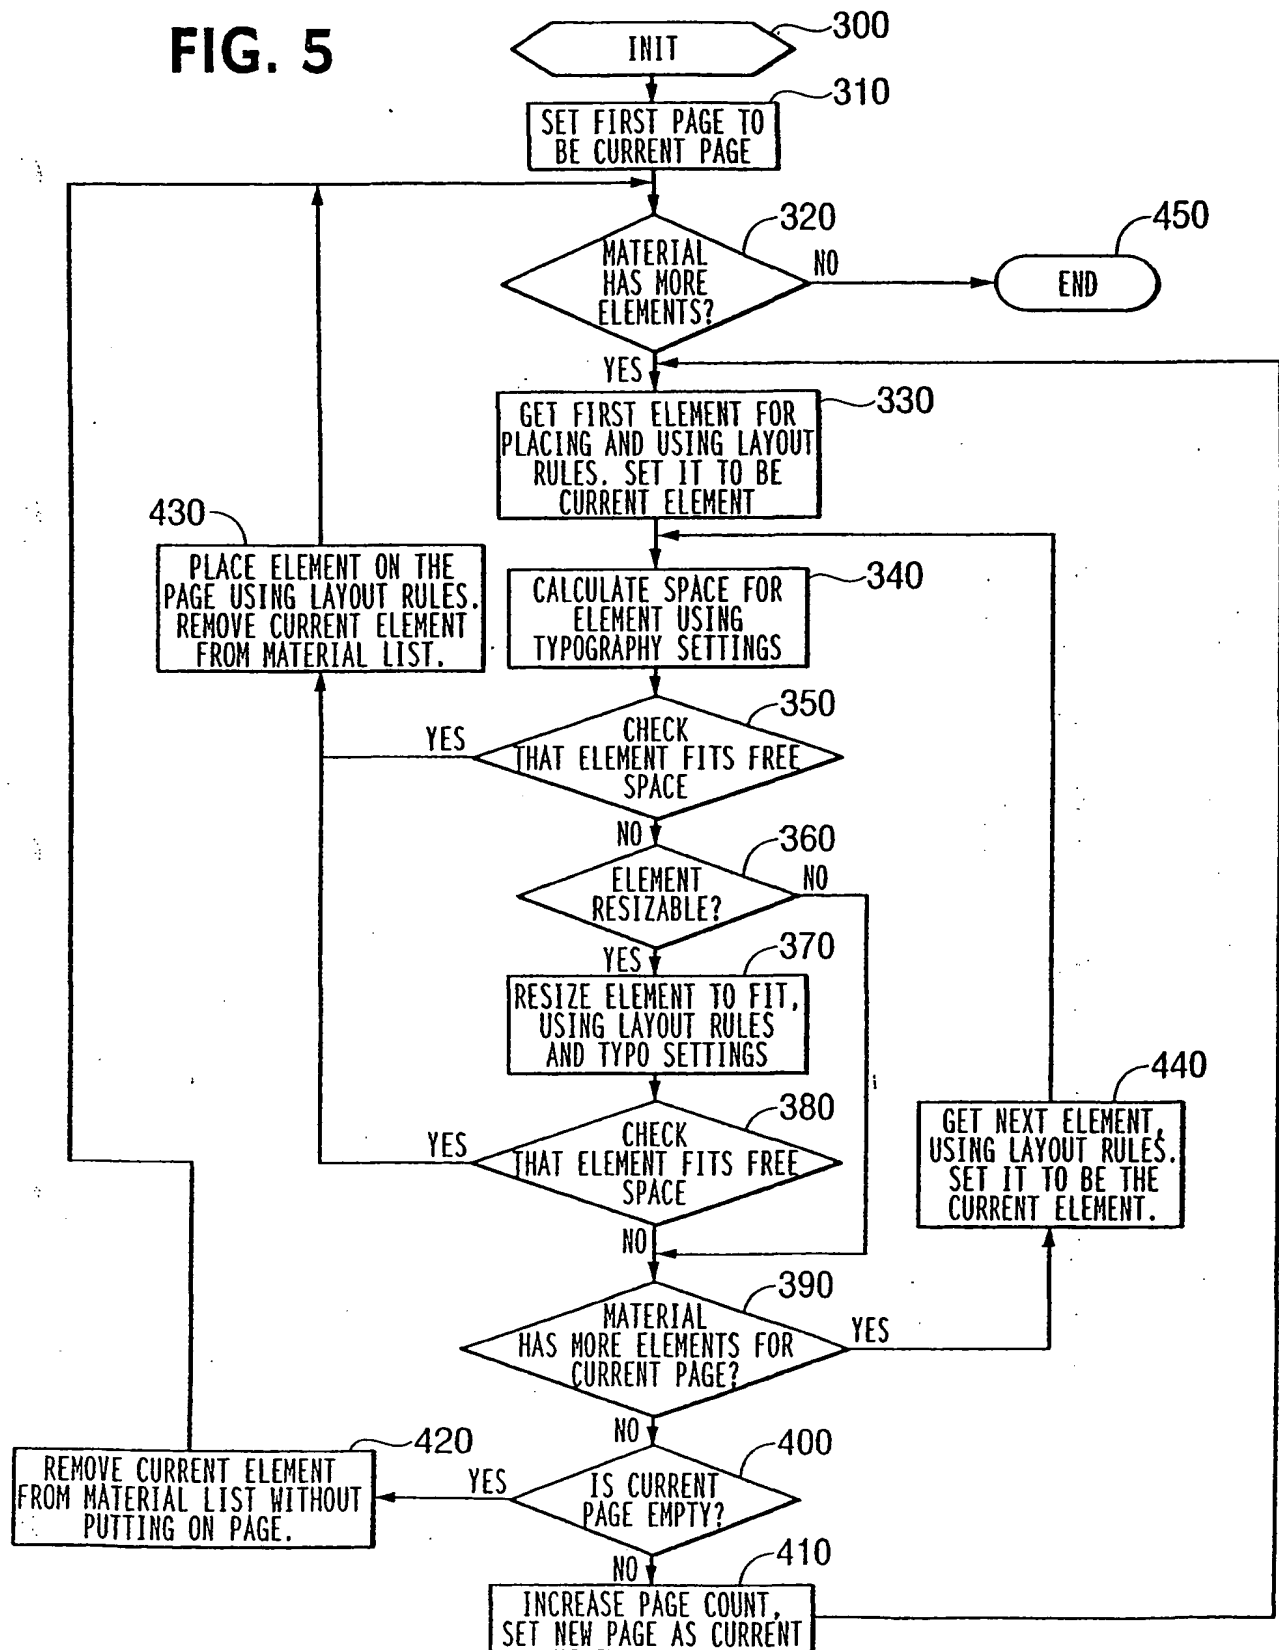 FIG. 5
INIT
300
SET FIRST PAGE TO
BE CURRENT PAGE
310
MATERIAL
HAS MORE
ELEMENTS?
320
NO
END
450
YES
GET FIRST ELEMENT FOR
PLACING AND USING LAYOUT
RULES. SET IT TO BE
CURRENT ELEMENT
330
430
PLACE ELEMENT ON THE
PAGE USING LAYOUT RULES.
REMOVE CURRENT ELEMENT
FROM MATERIAL LIST.
CALCULATE SPACE FOR
ELEMENT USING
TYPOGRAPHY SETTINGS
340
CHECK
THAT ELEMENT FITS FREE
SPACE
350
YES
NO
ELEMENT
RESIZABLE?
360
NO
YES
RESIZE ELEMENT TO FIT,
USING LAYOUT RULES
AND TYPO SETTINGS
370
CHECK
THAT ELEMENT FITS FREE
SPACE
380
YES
NO
GET NEXT ELEMENT,
USING LAYOUT RULES.
SET IT TO BE THE
CURRENT ELEMENT.
440
MATERIAL
HAS MORE ELEMENTS FOR
CURRENT PAGE?
390
YES
NO
IS CURRENT
PAGE EMPTY?
400
YES
REMOVE CURRENT ELEMENT
FROM MATERIAL LIST WITHOUT
PUTTING ON PAGE.
420
NO
INCREASE PAGE COUNT,
SET NEW PAGE AS CURRENT
410